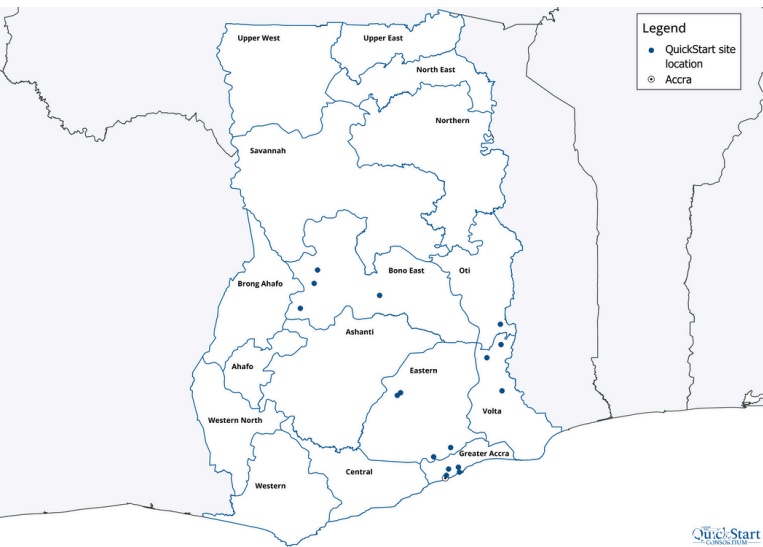 Upper West
Upper East
North East
Northern
Savannah
Legend
QuickStart site
location
Accra
Brong Ahafo
Bono East
Oti
Ashanti
Ahafo
Eastern
Western North
Volta
Greater Accra
Central
Western
QuickStart
CONSORTIUM